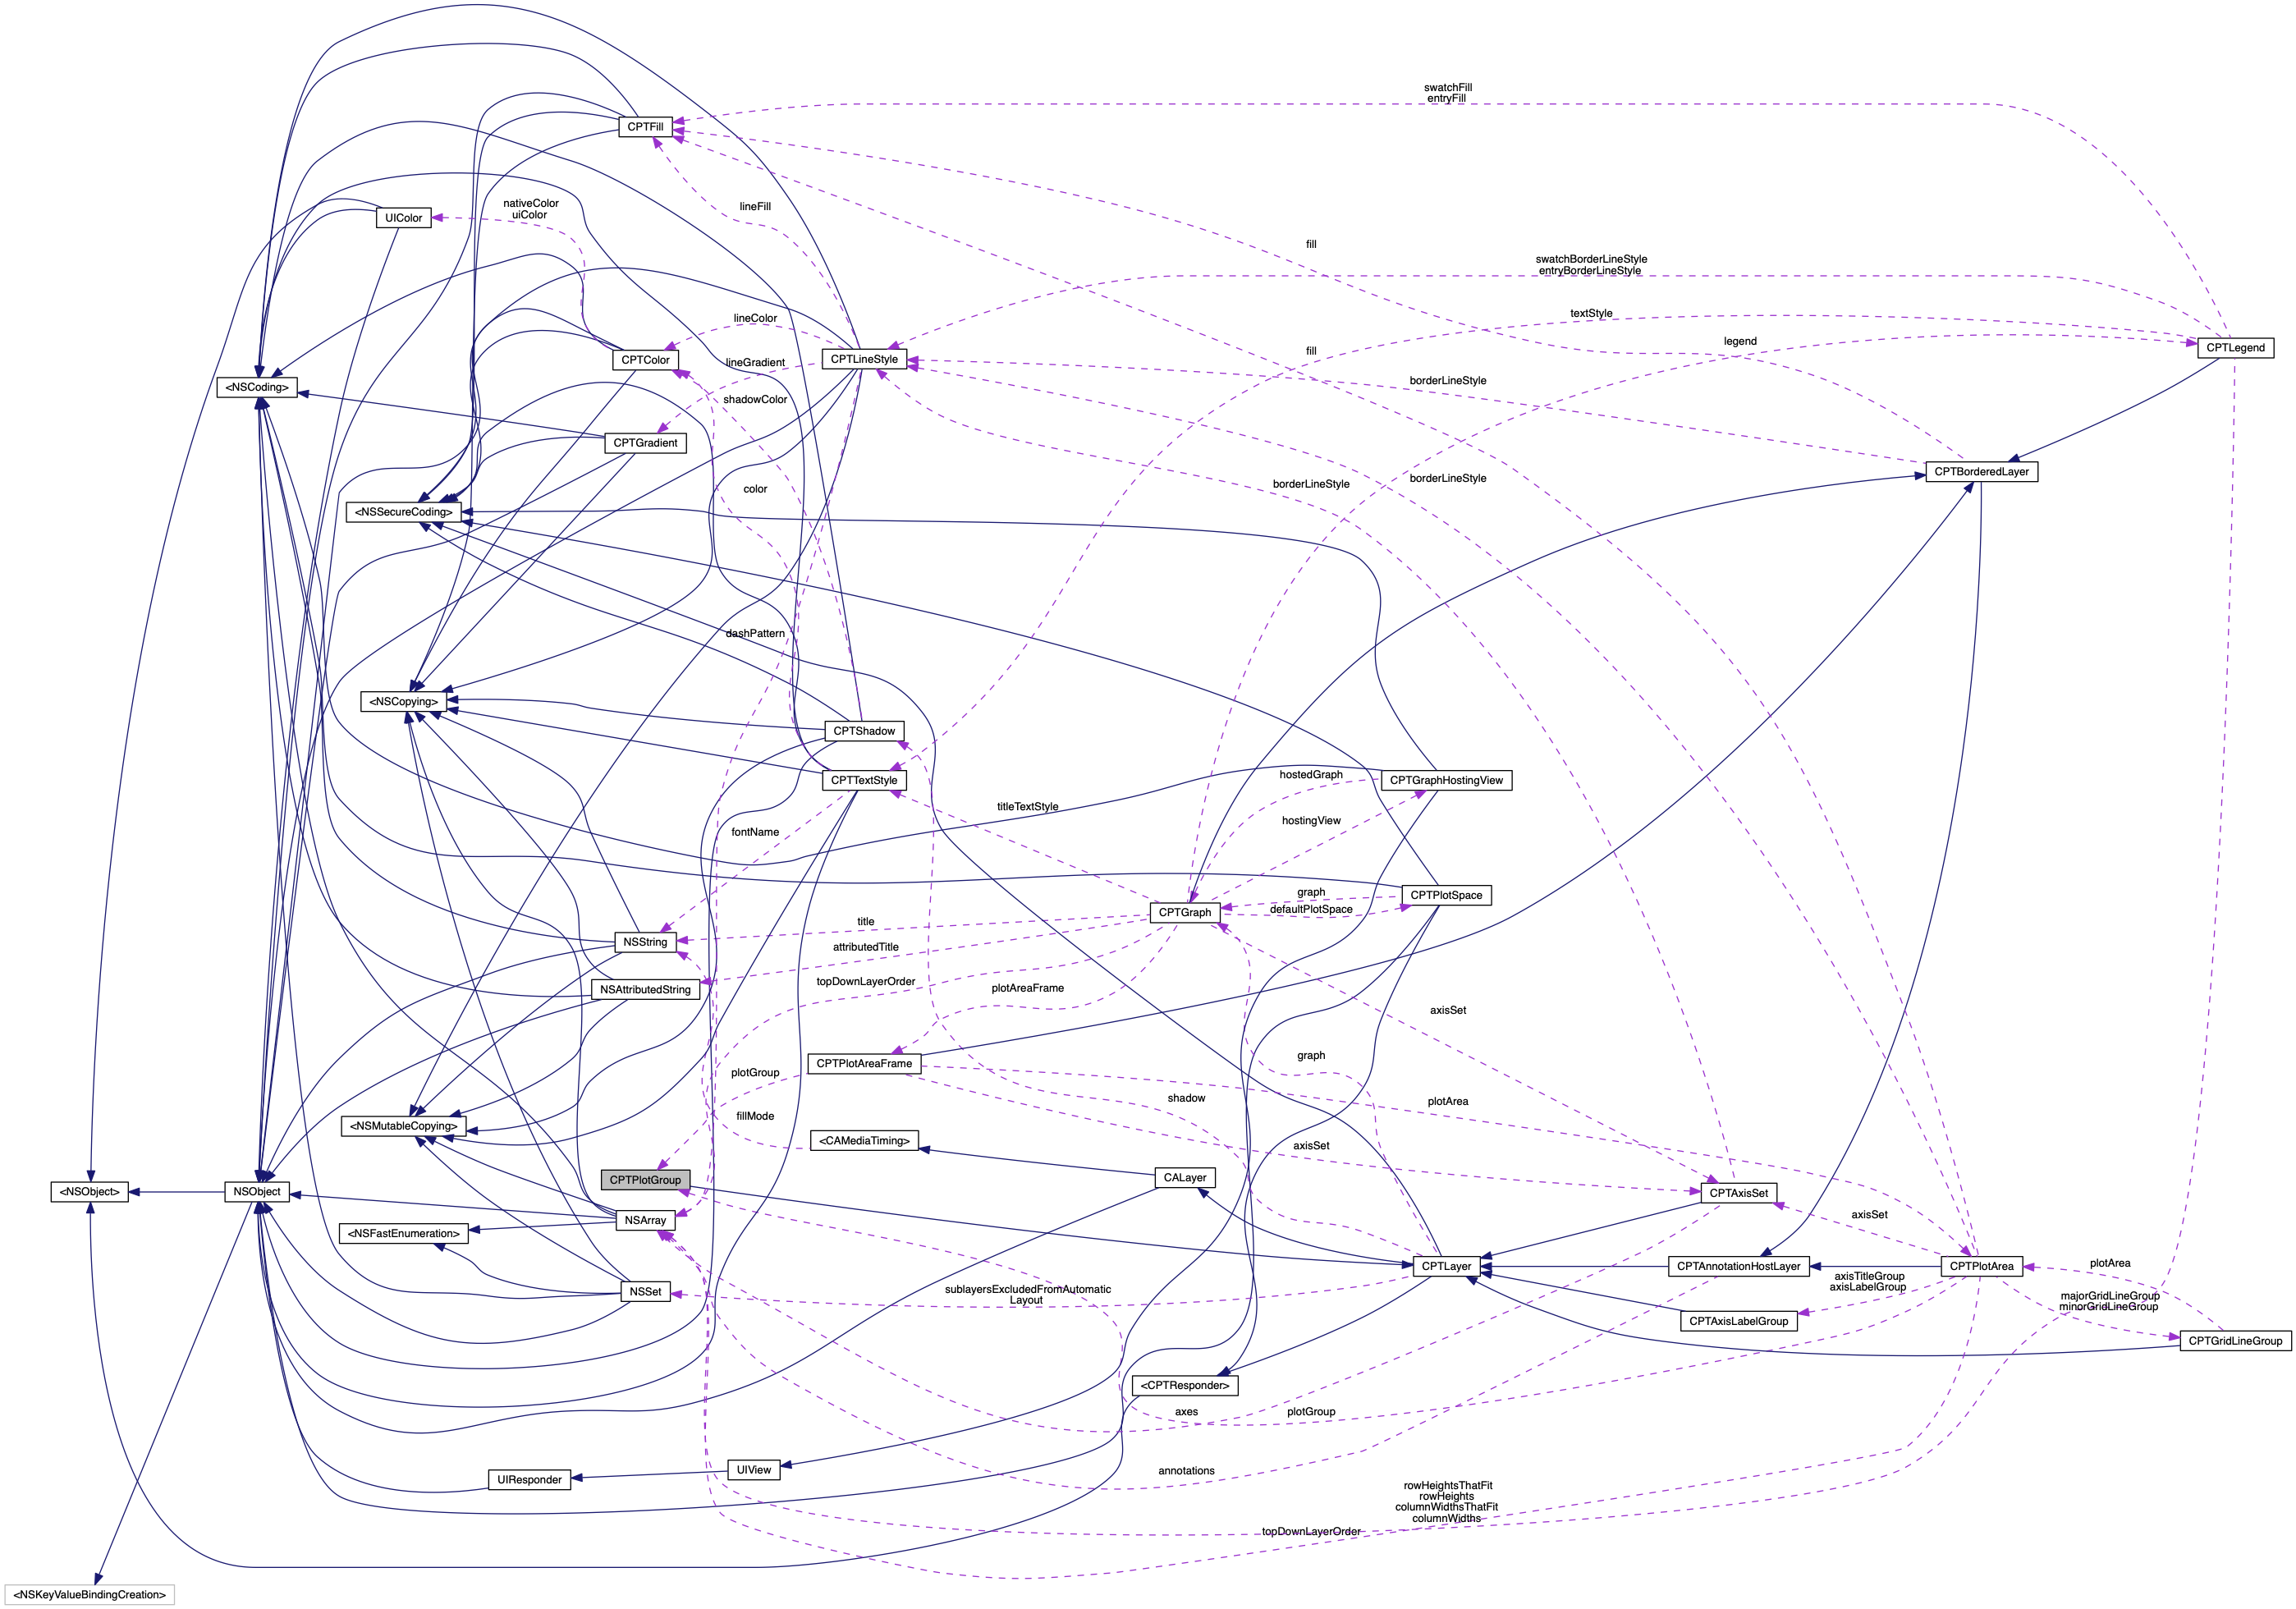 swatchFill
entryFill
CPTFill
nativeColor
uiColor
lineFill
UIColor
fill
swatchBorderLineStyle
entryBorderLineStyle
textStyle
lineColor
legend
CPTLegend
fill
CPTColor
CPTLineStyle
lineGradient
<NSCoding>
borderLineStyle
shadowColor
CPTGradient
CPTBorderedLayer
borderLineStyle
borderLineStyle
color
<NSSecureCoding>
dashPattern
<NSCopying>
CPTShadow
hostedGraph
CPTTextStyle
CPTGraphHostingView
titleTextStyle
hostingView
fontName
graph
CPTPlotSpace
defaultPlotSpace
CPTGraph
title
NSString
attributedTitle
topDownLayerOrder
NSAttributedString
plotAreaFrame
axisSet
graph
CPTPlotAreaFrame
plotGroup
shadow
plotArea
fillMode
<NSMutableCopying>
<CAMediaTiming>
axisSet
CPTPlotGroup
CALayer
<NSObject>
NSObject
CPTAxisSet
axisSet
NSArray
<NSFastEnumeration>
CPTLayer
CPTAnnotationHostLayer
CPTPlotArea
plotArea
axisTitleGroup
axisLabelGroup
NSSet
sublayersExcludedFromAutomatic
Layout
majorGridLineGroup
minorGridLineGroup
CPTAxisLabelGroup
CPTGridLineGroup
<CPTResponder>
axes
plotGroup
UIView
UIResponder
annotations
rowHeightsThatFit
rowHeights
columnWidthsThatFit
columnWidths
topDownLayerOrder
<NSKeyValueBindingCreation>